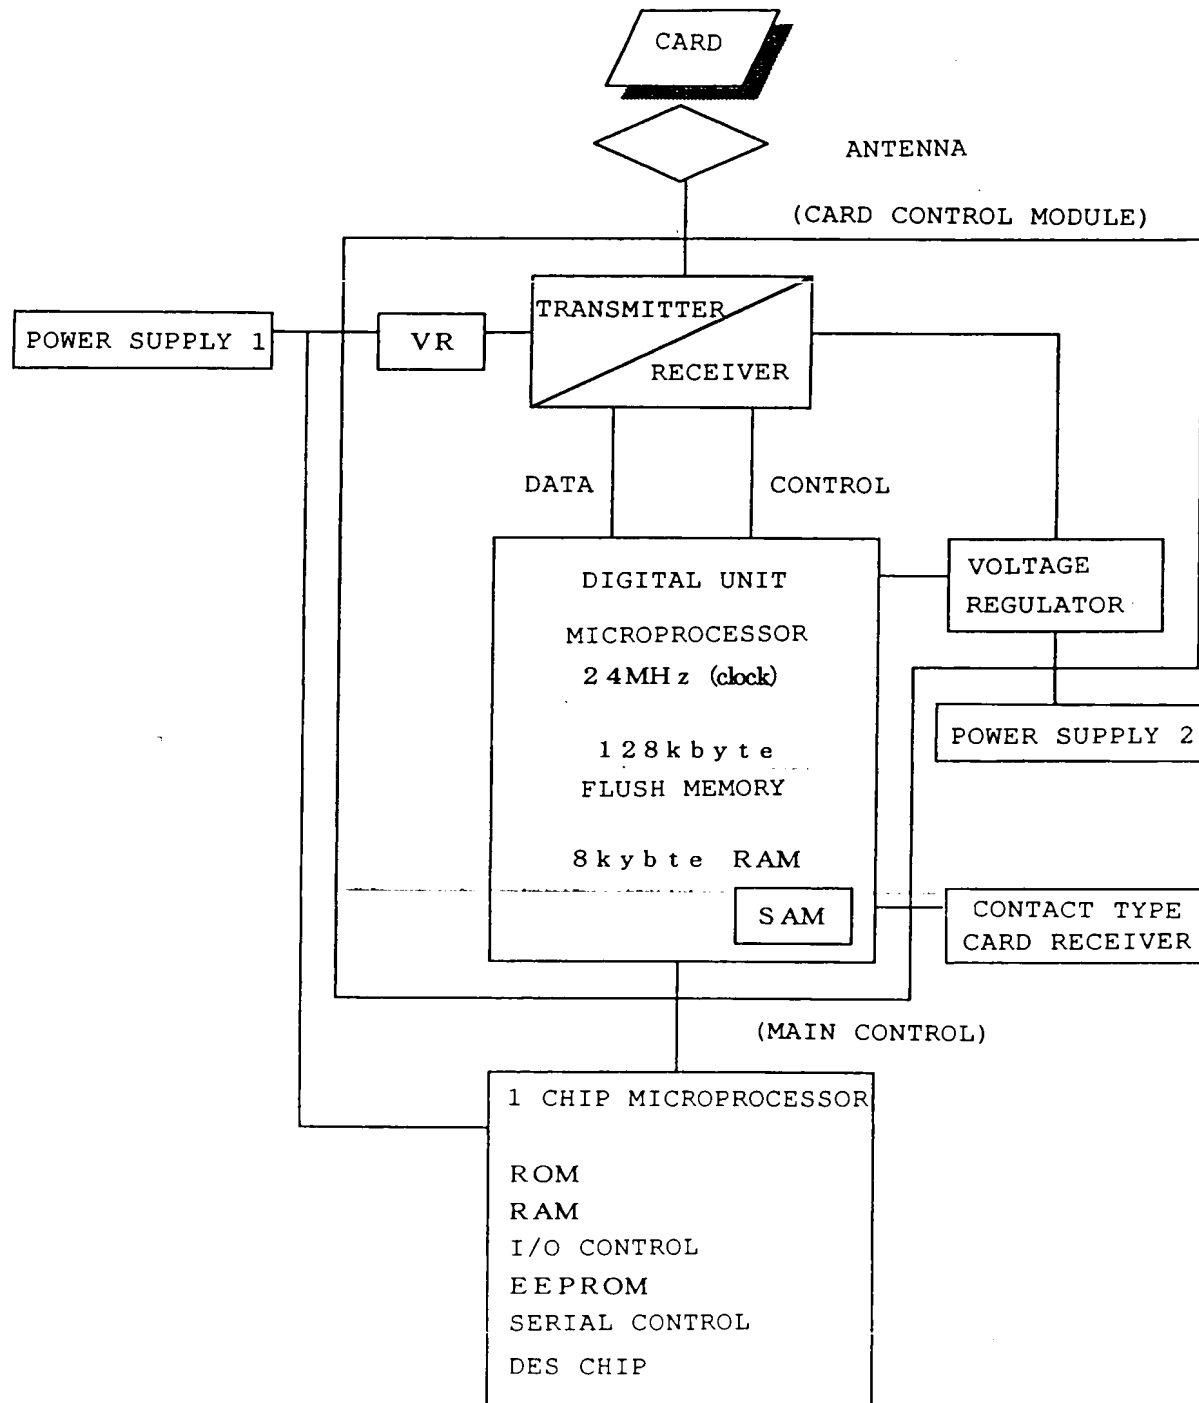 CARD
ANTENNA
(CARD CONTROL MODULE)
TRANSMITTER
POWER SUPPLY 1
VR
RECEIVER
DATA
CONTROL
DIGITAL UNIT
VOLTAGE
REGULATOR
MICROPROCESSOR
24MHz (clock)
POWER SUPPLY 2
128kbyte
FLUSH MEMORY
8kybte RAM
SAM
CONTACT TYPE
CARD RECEIVER
(MAIN CONTROL)
1 CHIP MICROPROCESSOR
ROM
RAM
I/O CONTROL
EEPROM
SERIAL CONTROL
DES CHIP